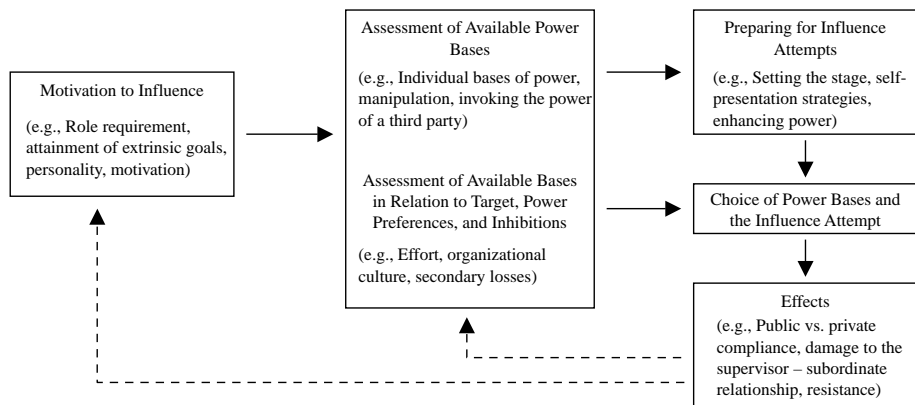 Motivation to Influence
(e.g., Role requirement,
attainment of extrinsic goals,
personality, motivation)
Assessment of Available Power
Bases
(e.g., Individual bases of power,
manipulation, invoking the power
of a third party)
Assessment of Available Bases
in Relation to Target, Power
Preferences, and Inhibitions
(e.g., Effort, organizational
culture, secondary losses)
Preparing for Influence
Attempts
(e.g., Setting the stage, self-
presentation strategies,
enhancing power)
Choice of Power Bases and
the Influence Attempt
Effects
(e.g., Public vs. private
compliance, damage to the
supervisor – subordinate
relationship, resistance)